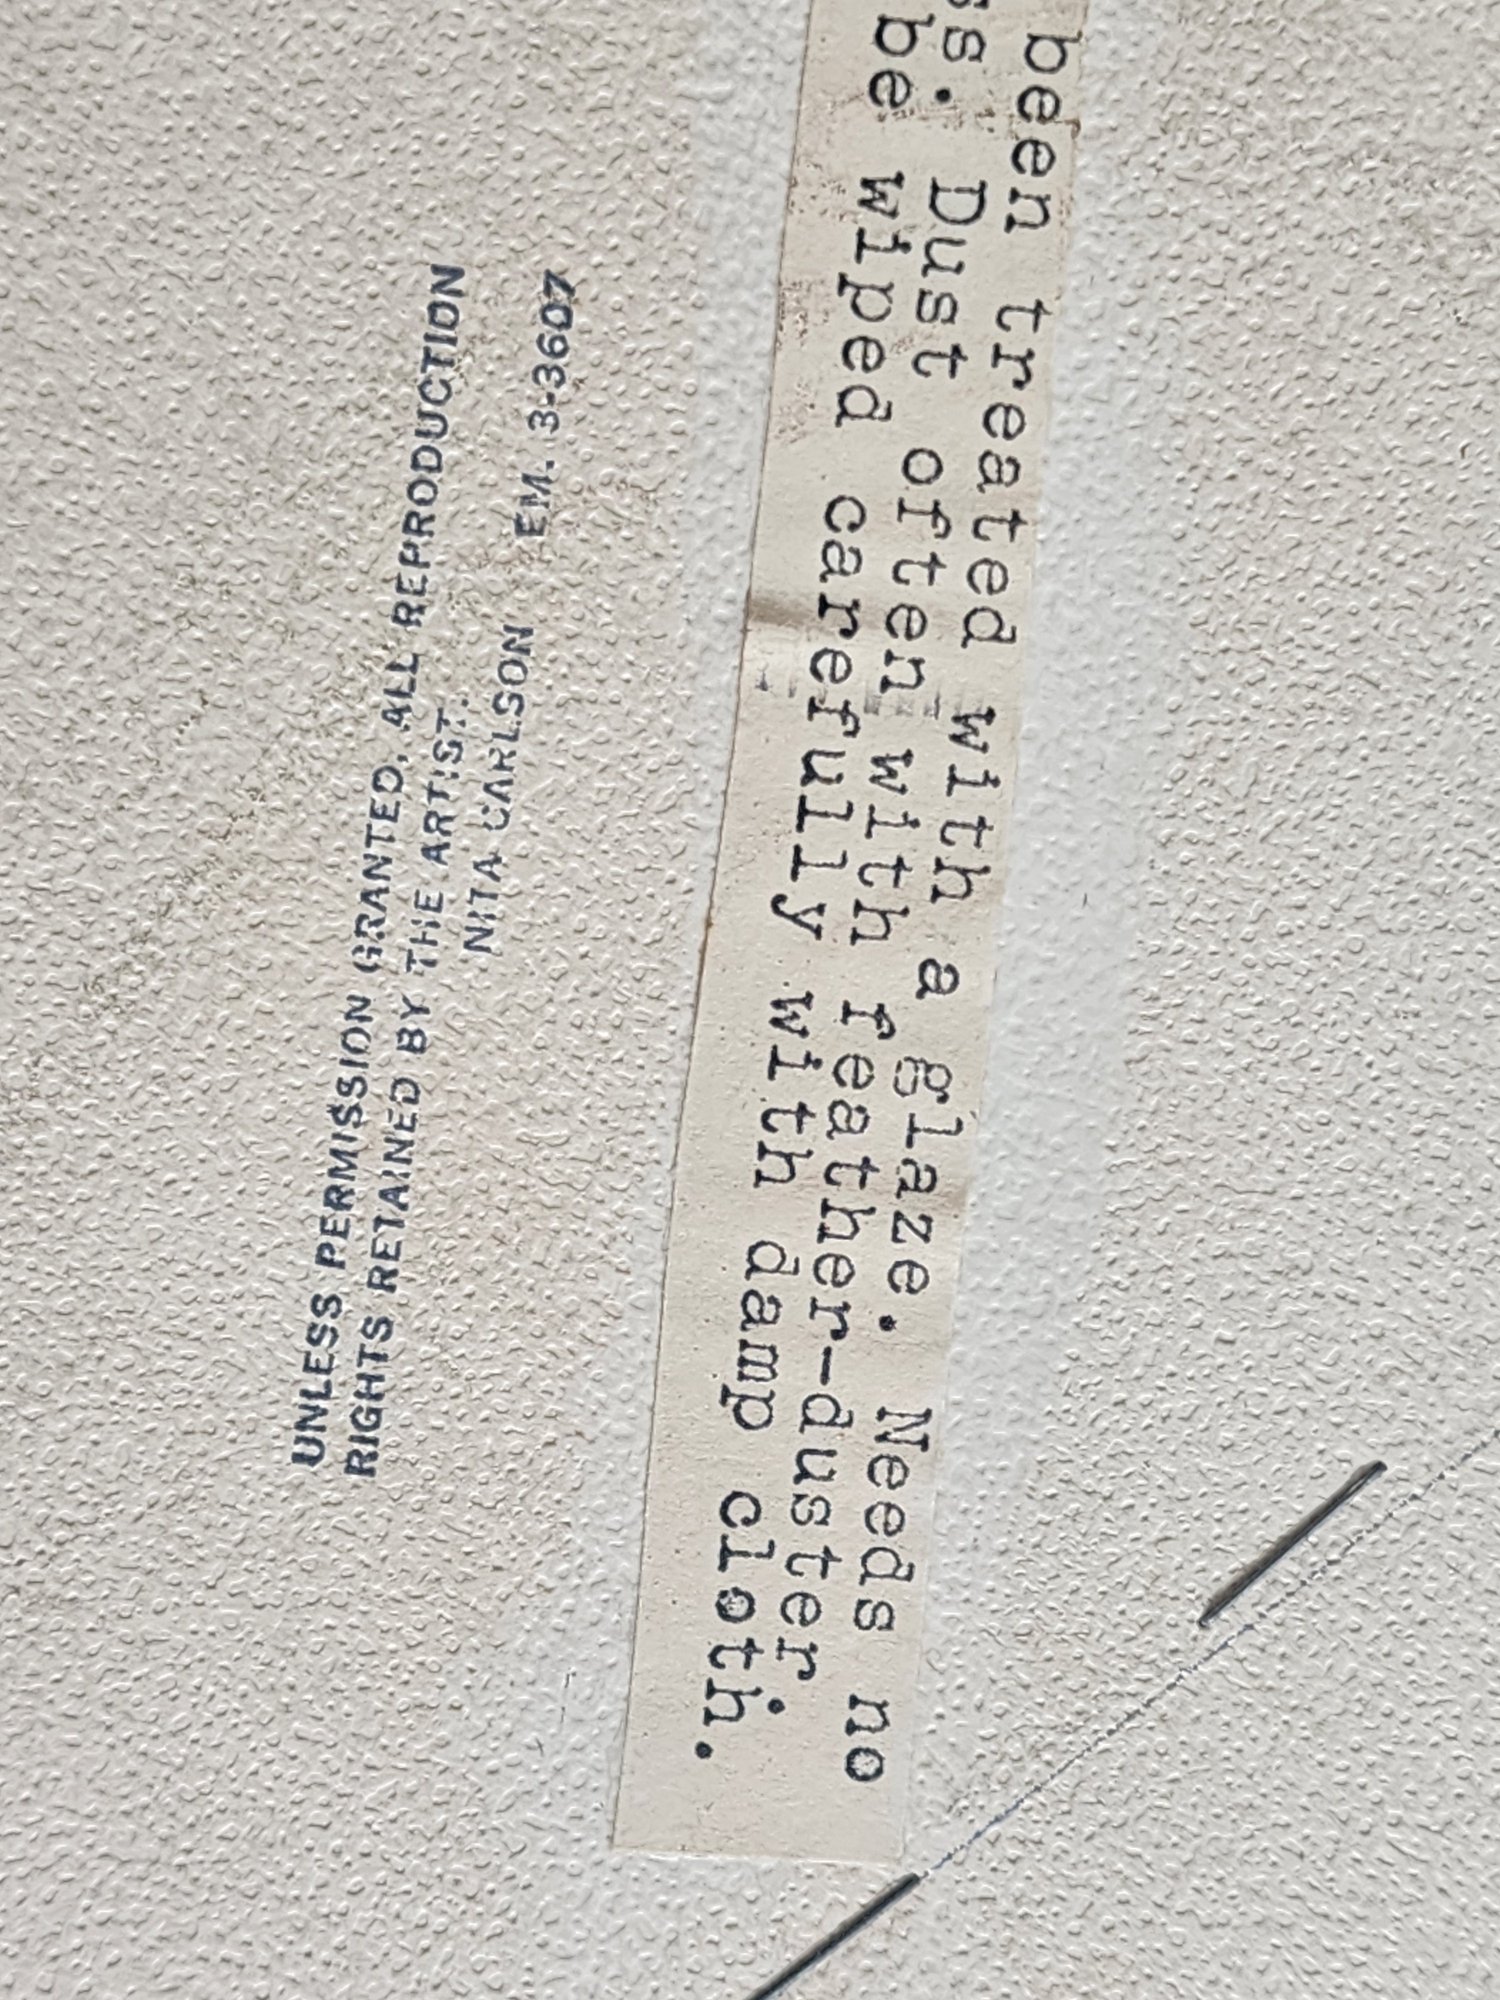 been treated with a glaze. Needs no
ss. Dust often with feather-duster
be wiped carefully with damp cloth.
UNLESS PERMISSION GRANTED, ALL REPRODUCTION
RIGHTS RETAINED BY THE ARTIST.
NITA CARLSON EM. 3-3607